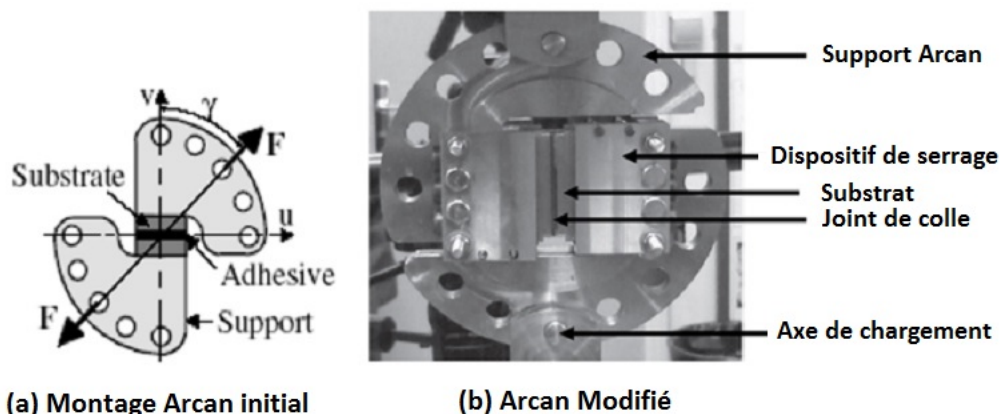 v
γ
F
Substrate
u
Adhesive
F
Support
(a) Montage Arcan initial
Support Arcan
Dispositif de serrage
Substrat
Joint de colle
Axe de chargement
(b) Arcan Modifié